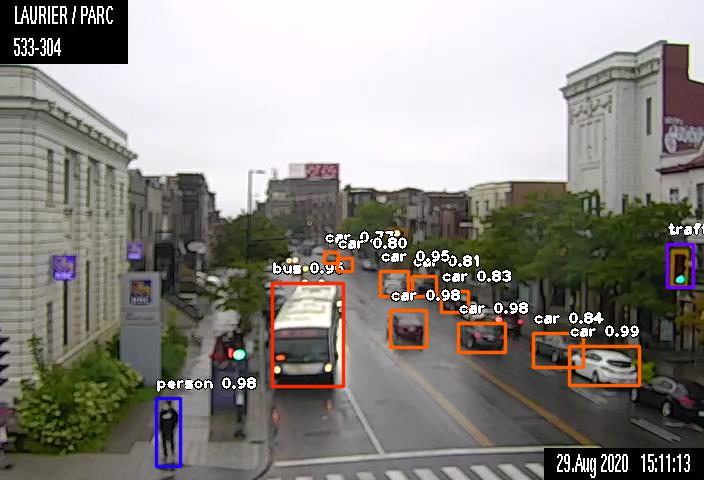 LAURIER / PARC
533-304
car 0.77
car 0.80
car 0.95
car 0.81
bus 0.95
car 0.83
car 0.98
car 0.98
car 0.84
car 0.99
traf
person 0.98
RBC
29.Aug 2020 15:11:13